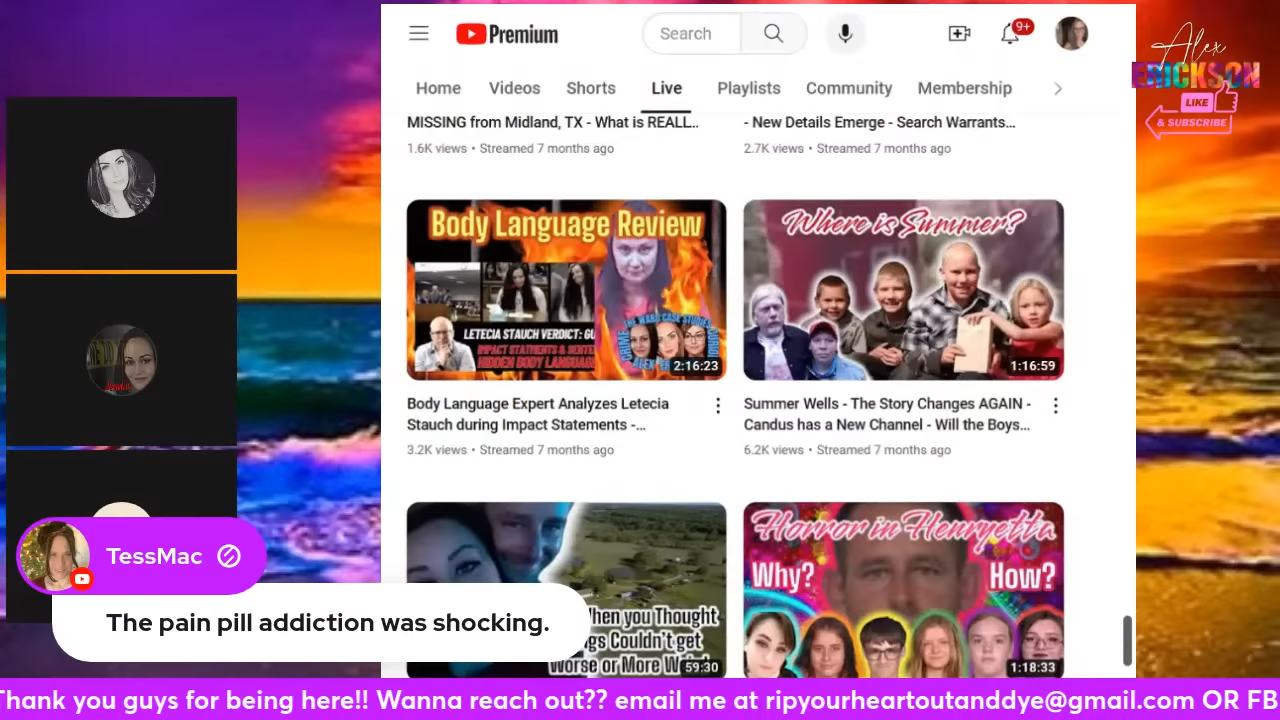 Premium
Search
9+
Alex
ERICKSON
LIKE
& SUBSCRIBE
Home
Videos
Shorts
Live
Playlists
Community
Membership
MISSING from Midland, TX - What is REALL..
1.6K views • Streamed 7 months ago
- New Details Emerge - Search Warrants...
2.7K views • Streamed 7 months ago
Body Language Review
LETECIA STAUCH VERDICT: GU
IMPACT STATMENTS & SENTE
HIDDEN BODY LANGUAGE
2:16:23
Where is Summer?
1:16:59
Body Language Expert Analyzes Letecia
Stauch during Impact Statements -...
3.2K views • Streamed 7 months ago
Summer Wells - The Story Changes AGAIN -
Candus has a New Channel - Will the Boys...
6.2K views • Streamed 7 months ago
hen you Thought
ngs Couldn't get
Worse or More
59:30
Horror in Henryetta
Why?
How?
1:18:33
TessMac
The pain pill addiction was shocking.
Thank you guys for being here!! Wanna reach out?? email me at ripyourheartoutanddye@gmail.com OR FB